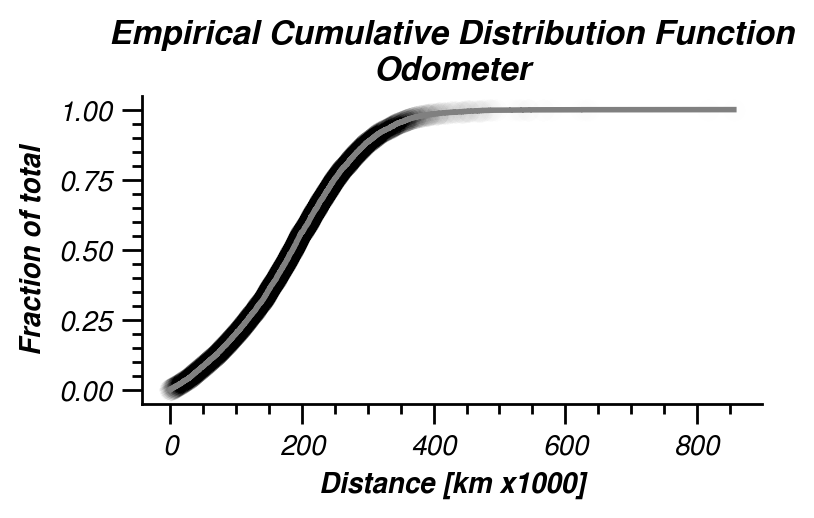 Empirical Cumulative Distribution Function
Odometer
Fraction of total
1.00
0.75
0.50
0.25
0.00
0 200 400 600 800
Distance [km x1000]